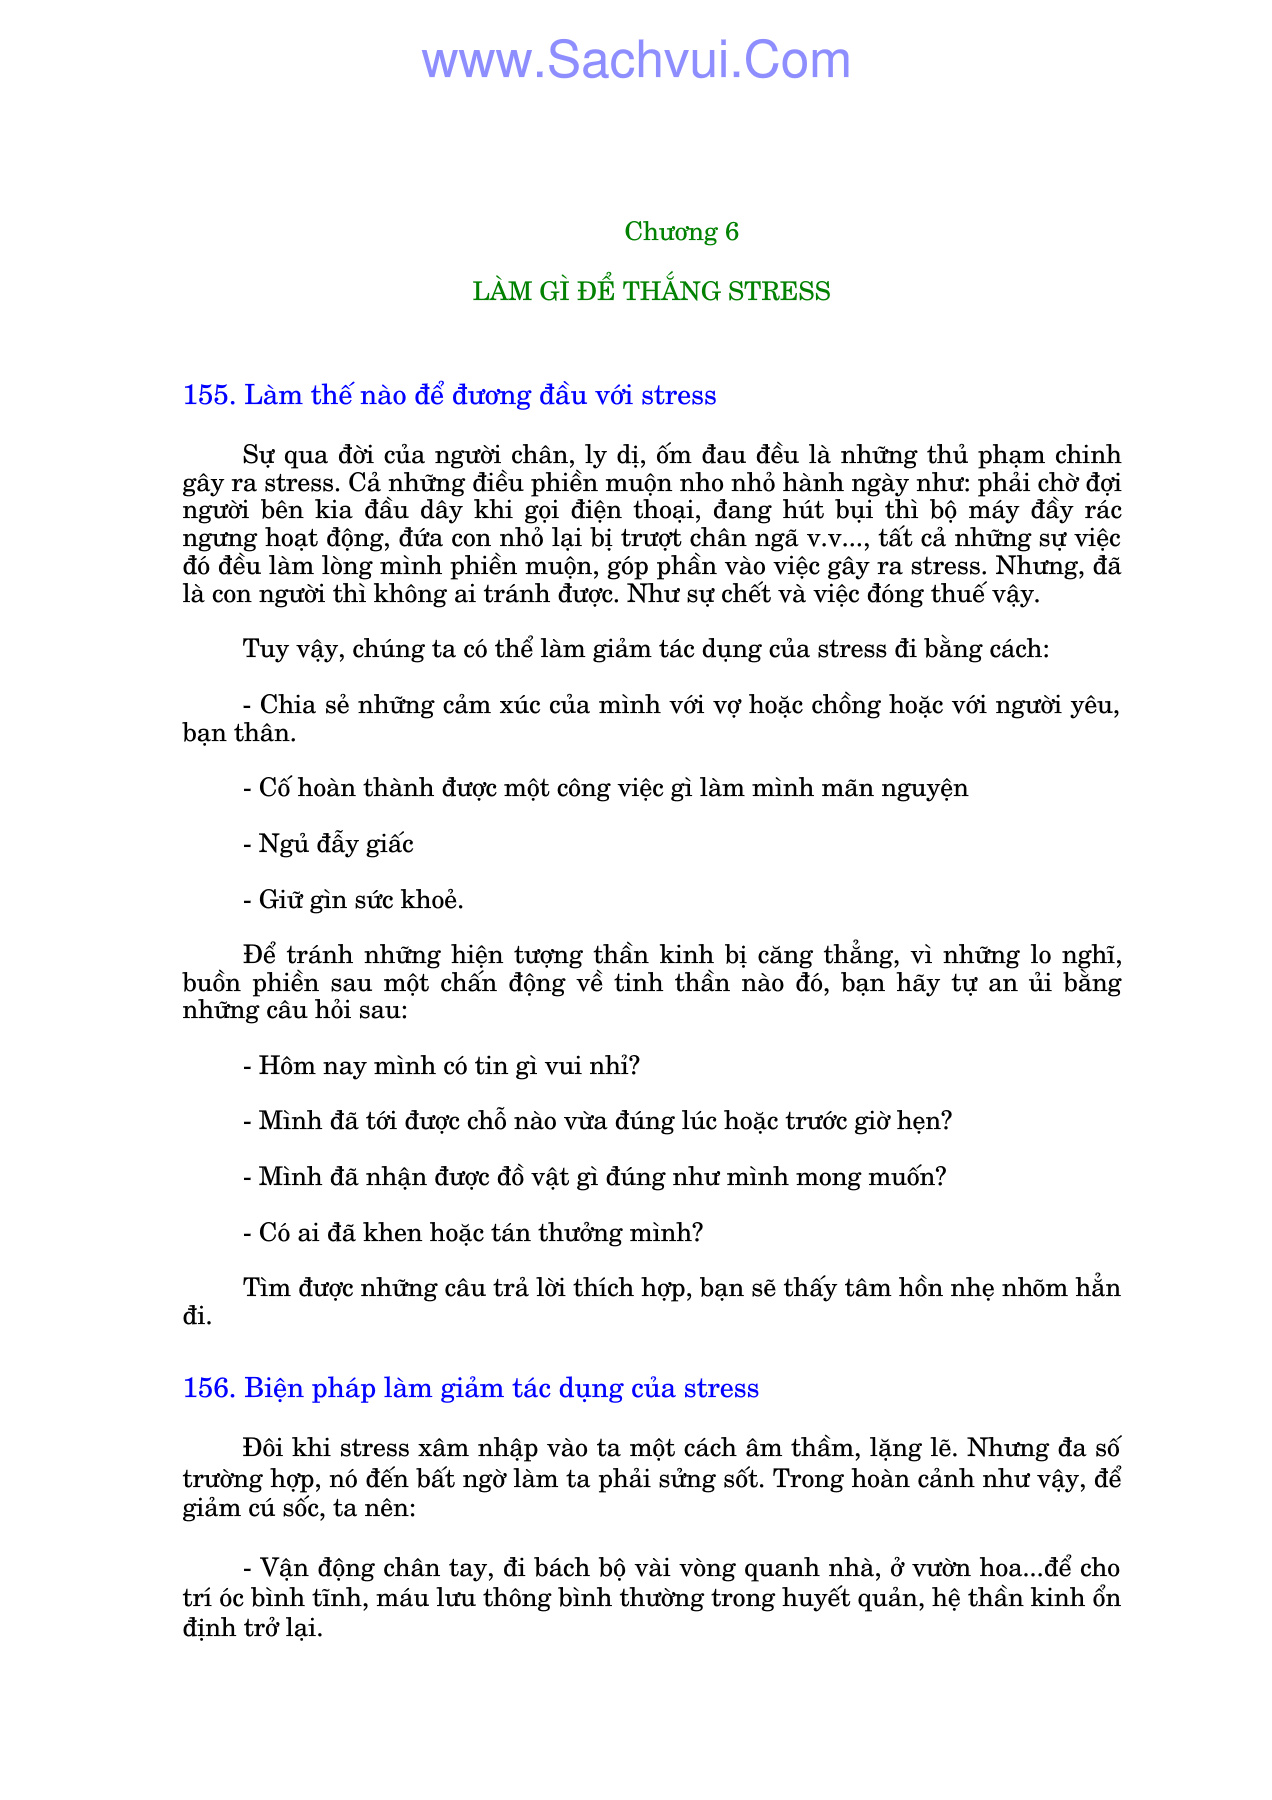 www.Sachvui.Com
Chương 6
LÀM GÌ ĐỂ THẮNG STRESS
155. Làm thế nào để đương đầu với stress
Sự qua đời của người chân, ly dị, ốm đau đều là những thủ phạm chinh
gây ra stress. Cả những điều phiền muộn nho nhỏ hành ngày như: phải chờ đợi
người bên kia đầu dây khi gọi điện thoại, đang hút bụi thì bộ máy đầy rác
ngưng hoạt động, đứa con nhỏ lại bị trượt chân ngã v.v..., tất cả những sự việc
đó đều làm lòng mình phiền muộn, góp phần vào việc gây ra stress. Nhưng, đã
là con người thì không ai tránh được. Như sự chết và việc đóng thuế vậy.
Tuy vậy, chúng ta có thể làm giảm tác dụng của stress đi bằng cách:
- Chia sẻ những cảm xúc của mình với vợ hoặc chồng hoặc với người yêu,
bạn thân.
- Cố hoàn thành được một công việc gì làm mình mãn nguyện
- Ngủ đẫy giấc
- Giữ gìn sức khoẻ.
Để tránh những hiện tượng thần kinh bị căng thẳng, vì những lo nghĩ,
buồn phiền sau một chấn động về tinh thần nào đó, bạn hãy tự an ủi bằng
những câu hỏi sau:
- Hôm nay mình có tin gì vui nhỉ?
- Mình đã tới được chỗ nào vừa đúng lúc hoặc trước giờ hẹn?
- Mình đã nhận được đồ vật gì đúng như mình mong muốn?
- Có ai đã khen hoặc tán thưởng mình?
Tìm được những câu trả lời thích hợp, bạn sẽ thấy tâm hồn nhẹ nhõm hẳn
đi.
156. Biện pháp làm giảm tác dụng của stress
Đôi khi stress xâm nhập vào ta một cách âm thầm, lặng lẽ. Nhưng đa số
trường hợp, nó đến bất ngờ làm ta phải sửng sốt. Trong hoàn cảnh như vậy, để
giảm cú sốc, ta nên:
- Vận động chân tay, đi bách bộ vài vòng quanh nhà, ở vườn hoa...để cho
trí óc bình tĩnh, máu lưu thông bình thường trong huyết quản, hệ thần kinh ổn
định trở lại.